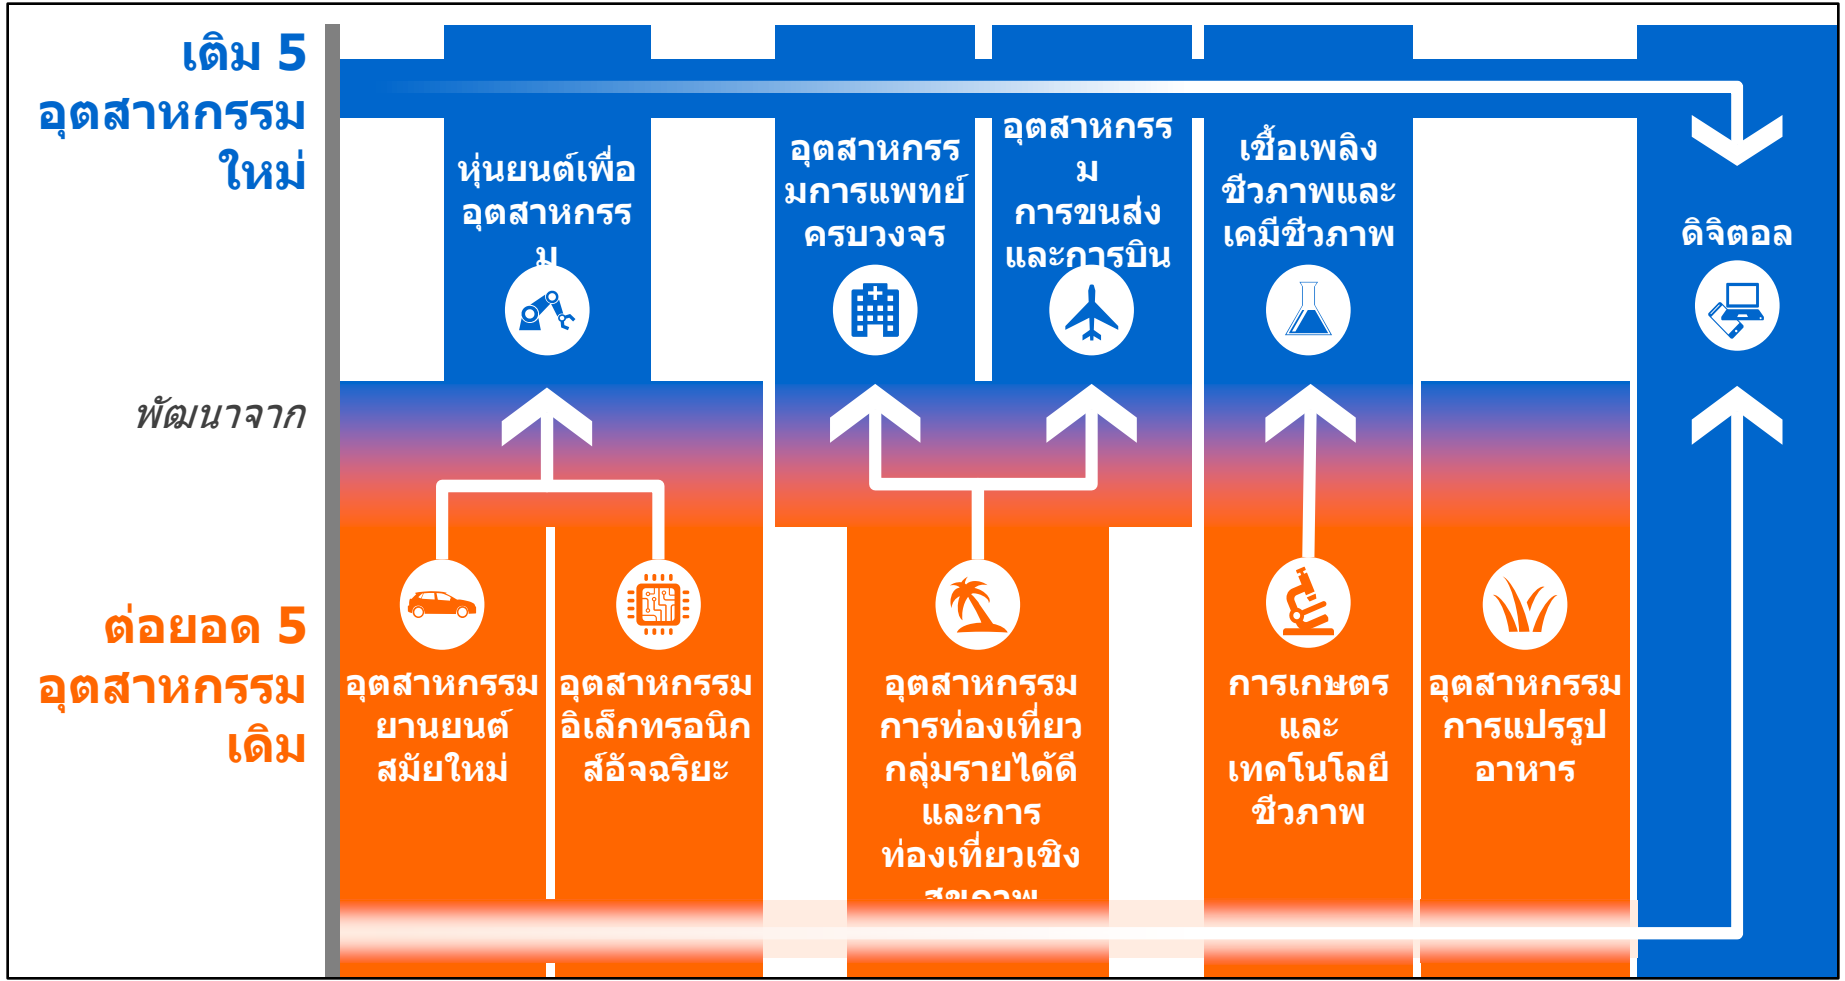 เติม 5
อุตสาหกรรม
ใหม่
หุ่นยนต์เพื่อ
อุตสาหกรร
ม
อุตสาหกรร
มการแพทย์
ครบวงจร
อุตสาหกรร
ม
การขนส่ง
และการบิน
เชื้อเพลิง
ชีวภาพและ
เคมีชีวภาพ
ดิจิตอล
พัฒนาจาก
ต่อยอด 5
อุตสาหกรรม
เดิม
อุตสาหกรรม
ยานยนต์
สมัยใหม่
อุตสาหกรรม
อิเล็กทรอนิก
ส์อัจฉริยะ
อุตสาหกรรม
การท่องเที่ยว
กลุ่มรายได้ดี
และการ
ท่องเที่ยวเชิง
สุขภาพ
การเกษตร
และ
เทคโนโลยี
ชีวภาพ
อุตสาหกรรม
การแปรรูป
อาหาร